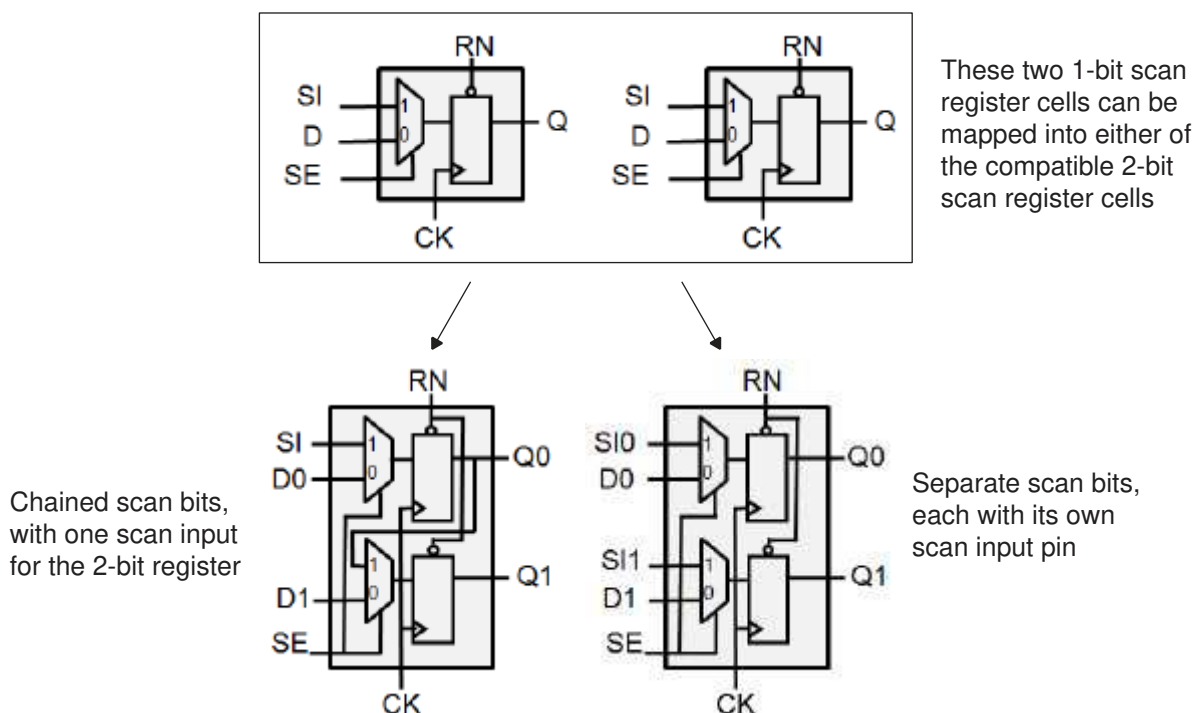 RN
SI
1
D
0
SE
Q
CK
RN
SI
1
D
0
SE
Q
CK
These two 1-bit scan
register cells can be
mapped into either of
the compatible 2-bit
scan register cells
Chained scan bits,
with one scan input
for the 2-bit register
RN
SI
1
D0
0
Q0
1
D1
0
Q1
SE
CK
RN
SI0
1
D0
0
Q0
SI1
1
D1
0
Q1
SE
CK
Separate scan bits,
each with its own
scan input pin